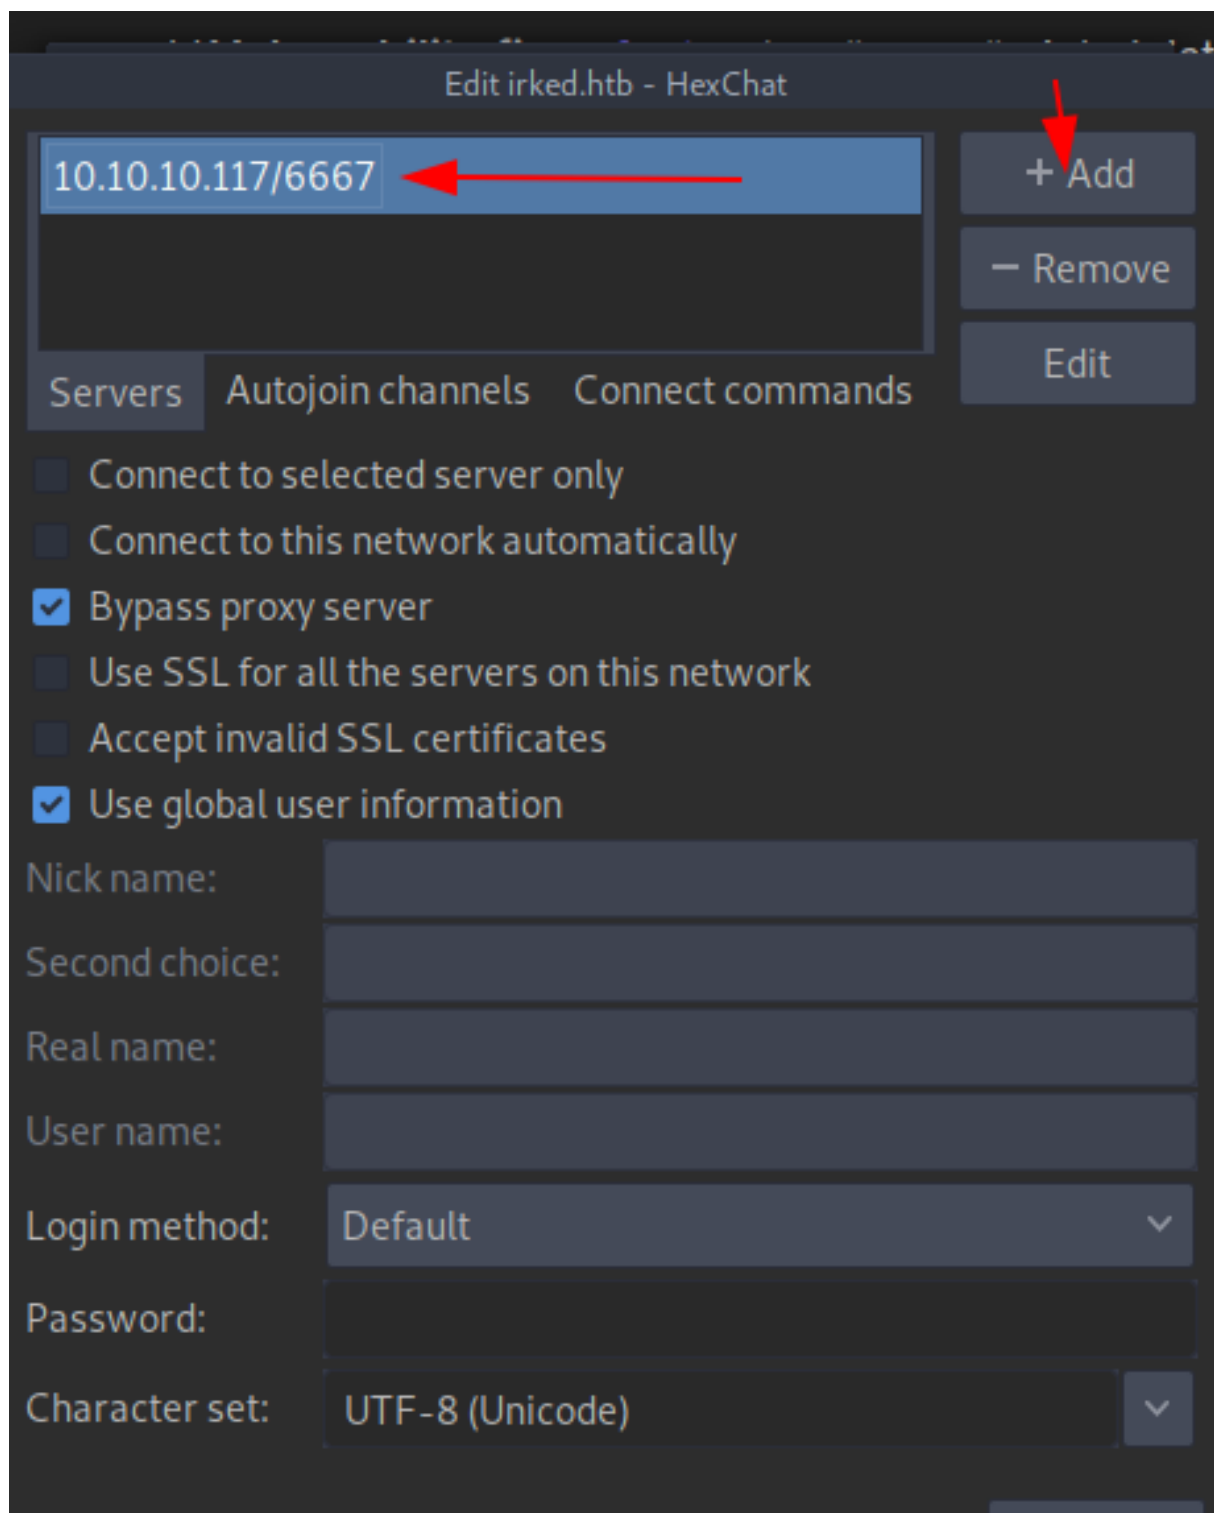 Edit irked.htb - HexChat
10.10.10.117/6667
+ Add
− Remove
Edit
Servers Autojoin channels Connect commands
Connect to selected server only
Connect to this network automatically
Bypass proxy server
Use SSL for all the servers on this network
Accept invalid SSL certificates
Use global user information
Nick name:
Second choice:
Real name:
User name:
Login method: Default
Password:
Character set: UTF-8 (Unicode)